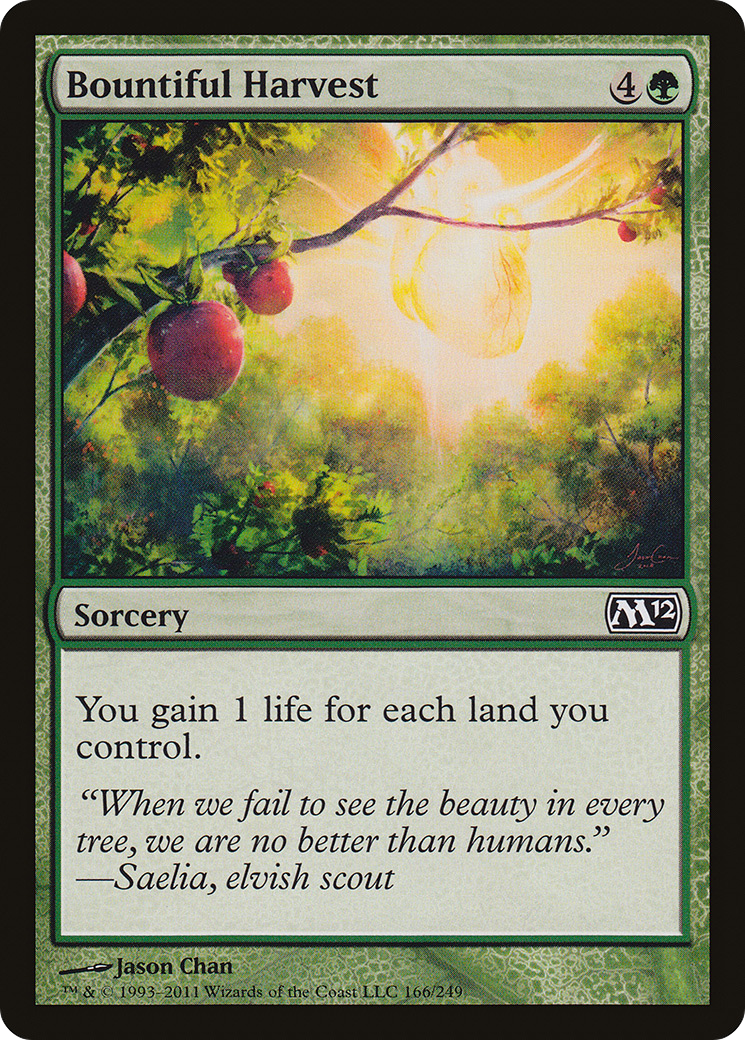 Bountiful Harvest 4
Jason Chan
Sorcery M12
You gain 1 life for each land you
control.
“When we fail to see the beauty in every
tree, we are no better than humans.”
—Saelia, elvish scout
Jason Chan
™ & © 1993–2011 Wizards of the Coast LLC 166/249